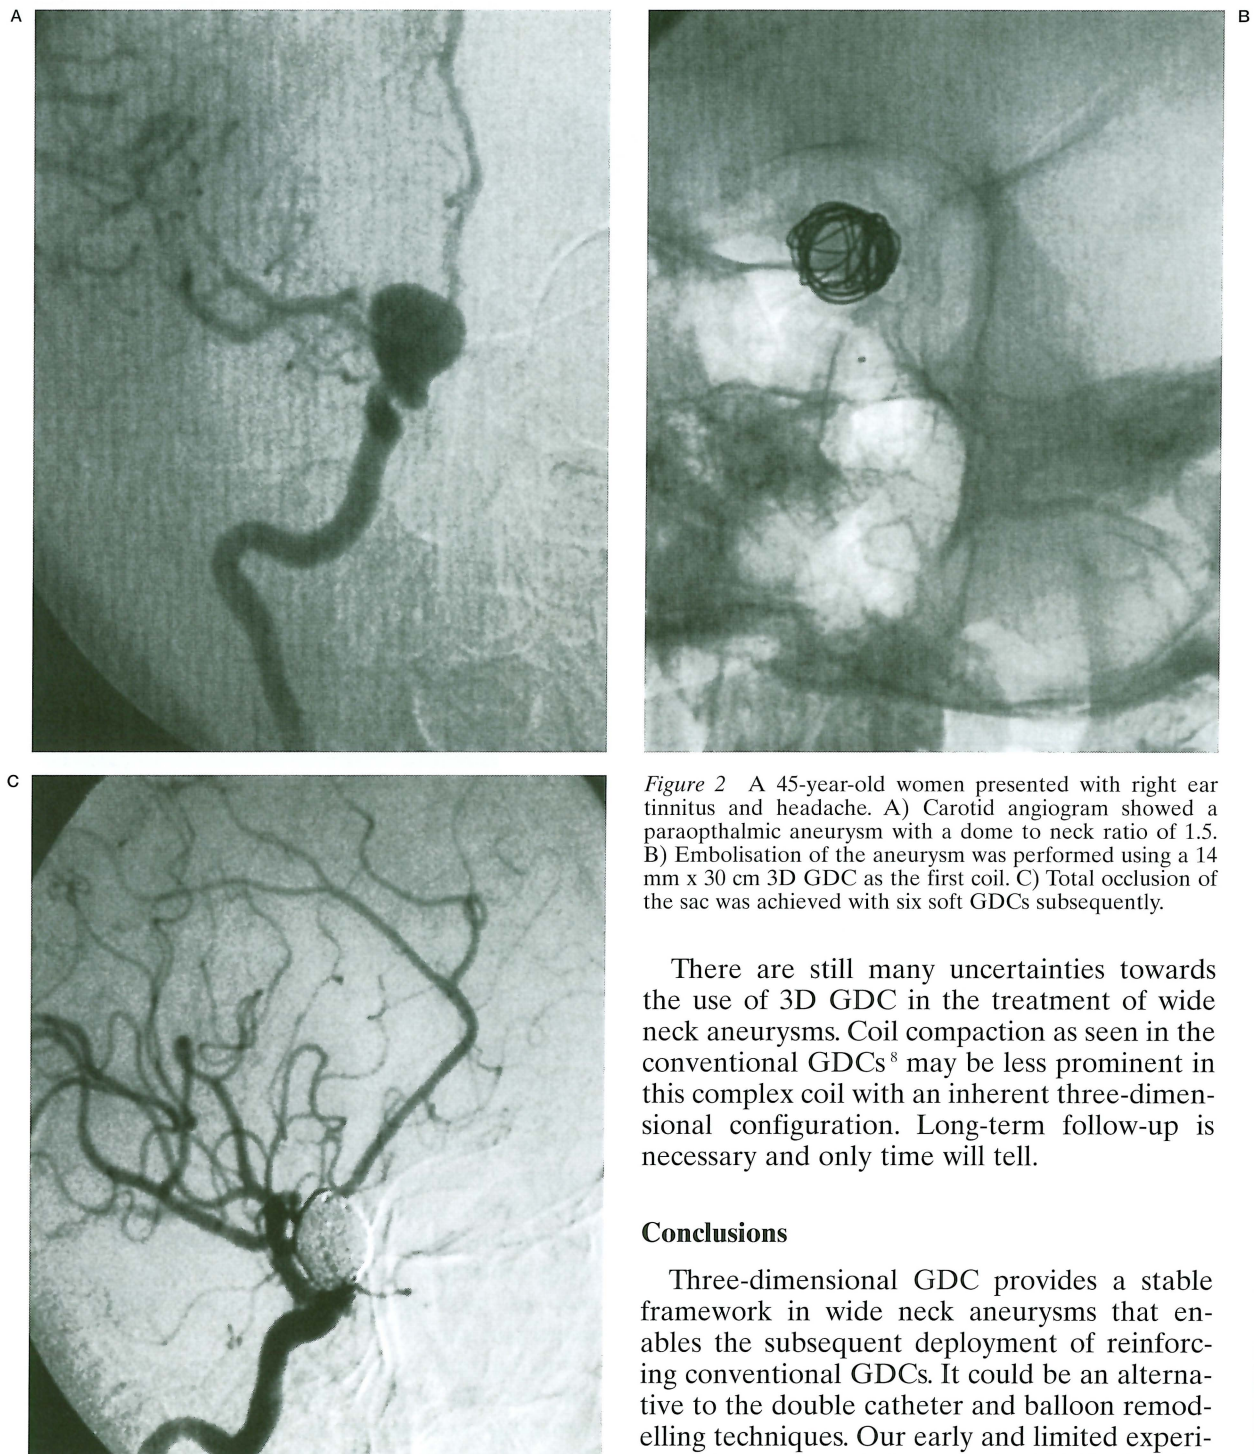 A
B
C
Figure 2 A 45-year-old women presented with right ear
tinnitus and headache. A) Carotid angiogram showed a
paraopthalmic aneurysm with a dome to neck ratio of 1.5.
B) Embolisation of the aneurysm was performed using a 14
mm x 30 cm 3D GDC as the first coil. C) Total occlusion of
the sac was achieved with six soft GDCs subsequently.
There are still many uncertainties towards
the use of 3D GDC in the treatment of wide
neck aneurysms. Coil compaction as seen in the
conventional GDCs 8 may be less prominent in
this complex coil with an inherent three-dimen-
sional configuration. Long-term follow-up is
necessary and only time will tell.
Conclusions
Three-dimensional GDC provides a stable
framework in wide neck aneurysms that en-
ables the subsequent deployment of reinforc-
ing conventional GDCs. It could be an alterna-
tive to the double catheter and balloon remod-
elling techniques. Our early and limited experi-